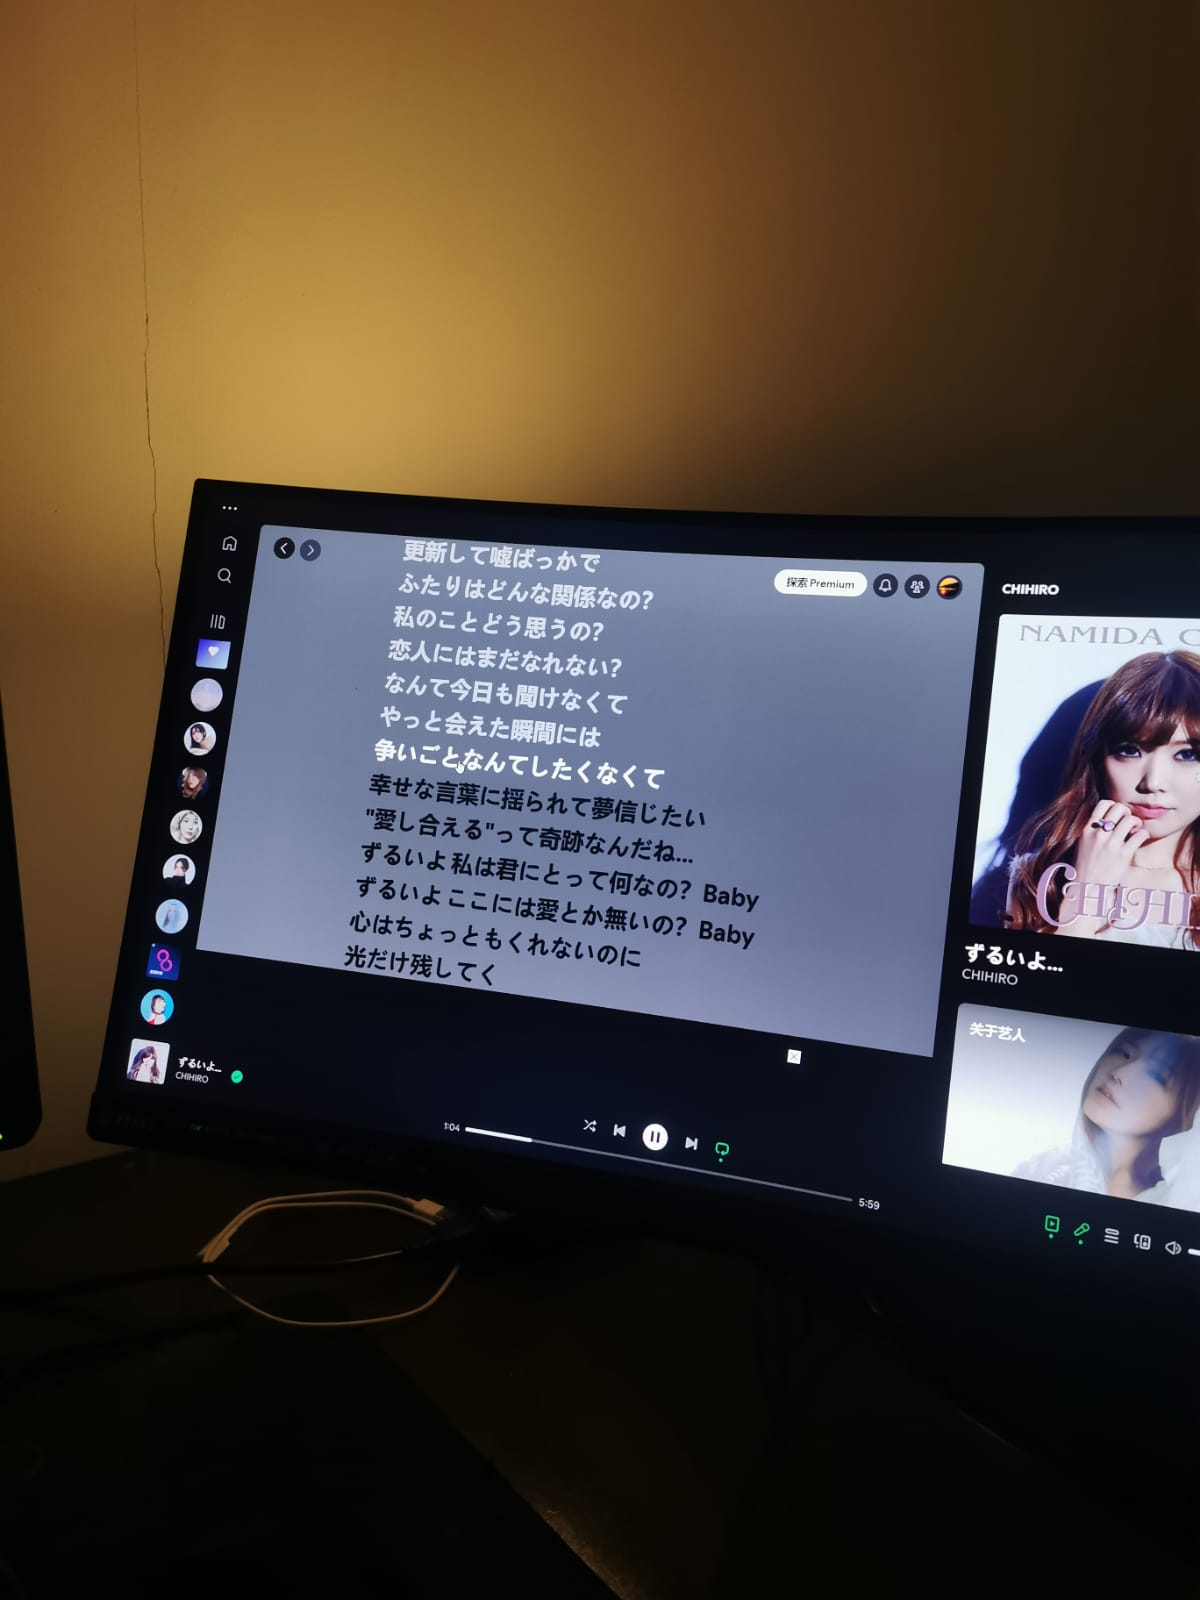 更新して嘘ばっかで
ふたりはどんな関係なの?
私のことどう思うの?
恋人にはまだなれない?
なんて今日も聞けなくて
やっと会えた瞬間には
争いごとなんてしたくなくて
幸せな言葉に揺られて夢信じたい
"愛し合える"って奇跡なんだね...
ずるいよ 私は君にとって何なの? Baby
ずるいよ ここには愛とか無いの? Baby
心はちょっともくれないのに
光だけ残してく
探索 Premium
CHIHIRO
NAMIDA
CHIHI
ずるいよ...
CHIHIRO
关于艺人
ずるいよ...
CHIHIRO
1:04
5:59